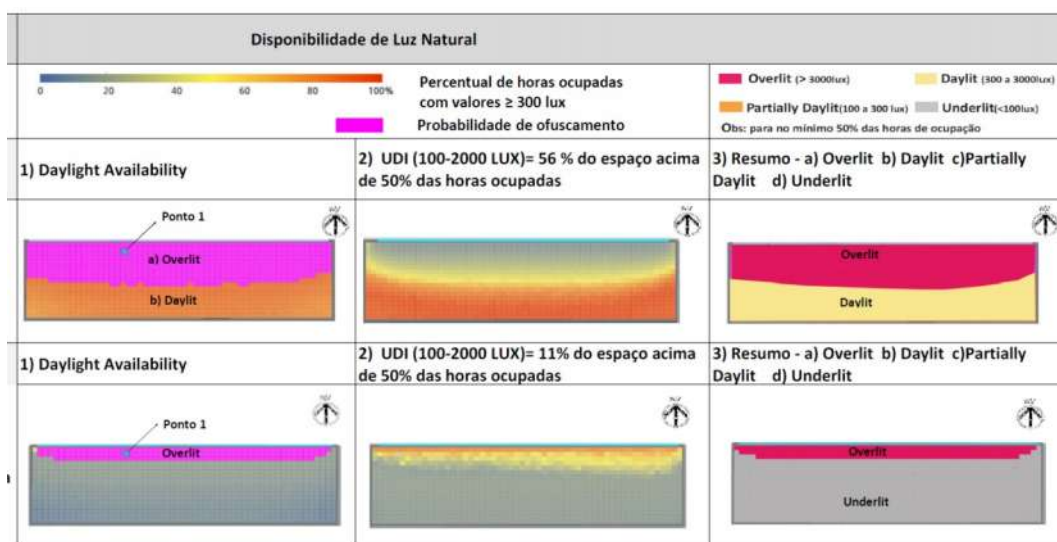 Disponibilidade de Luz Natural
0 20 40 60 80 100%
Percentual de horas ocupadas
com valores ≥ 300 lux
Probabilidade de ofuscamento
Overlit (> 3000lux)
Daylit (300 a 3000lux)
Partially Daylit(100 a 300 lux)
Underlit(<100lux)
Obs: para no mínimo 50% das horas de ocupação
1) Daylight Availability
2) UDI (100-2000 LUX)= 56 % do espaço acima
de 50% das horas ocupadas
3) Resumo - a) Overlit b) Daylit c)Partially
Daylit d) Underlit
Ponto 1
a) Overlit
b) Daylit
Overlit
Daylit
1) Daylight Availability
2) UDI (100-2000 LUX)= 11% do espaço acima
de 50% das horas ocupadas
3) Resumo - a) Overlit b) Daylit c)Partially
Daylit d) Underlit
Ponto 1
Overlit
Overlit
Underlit